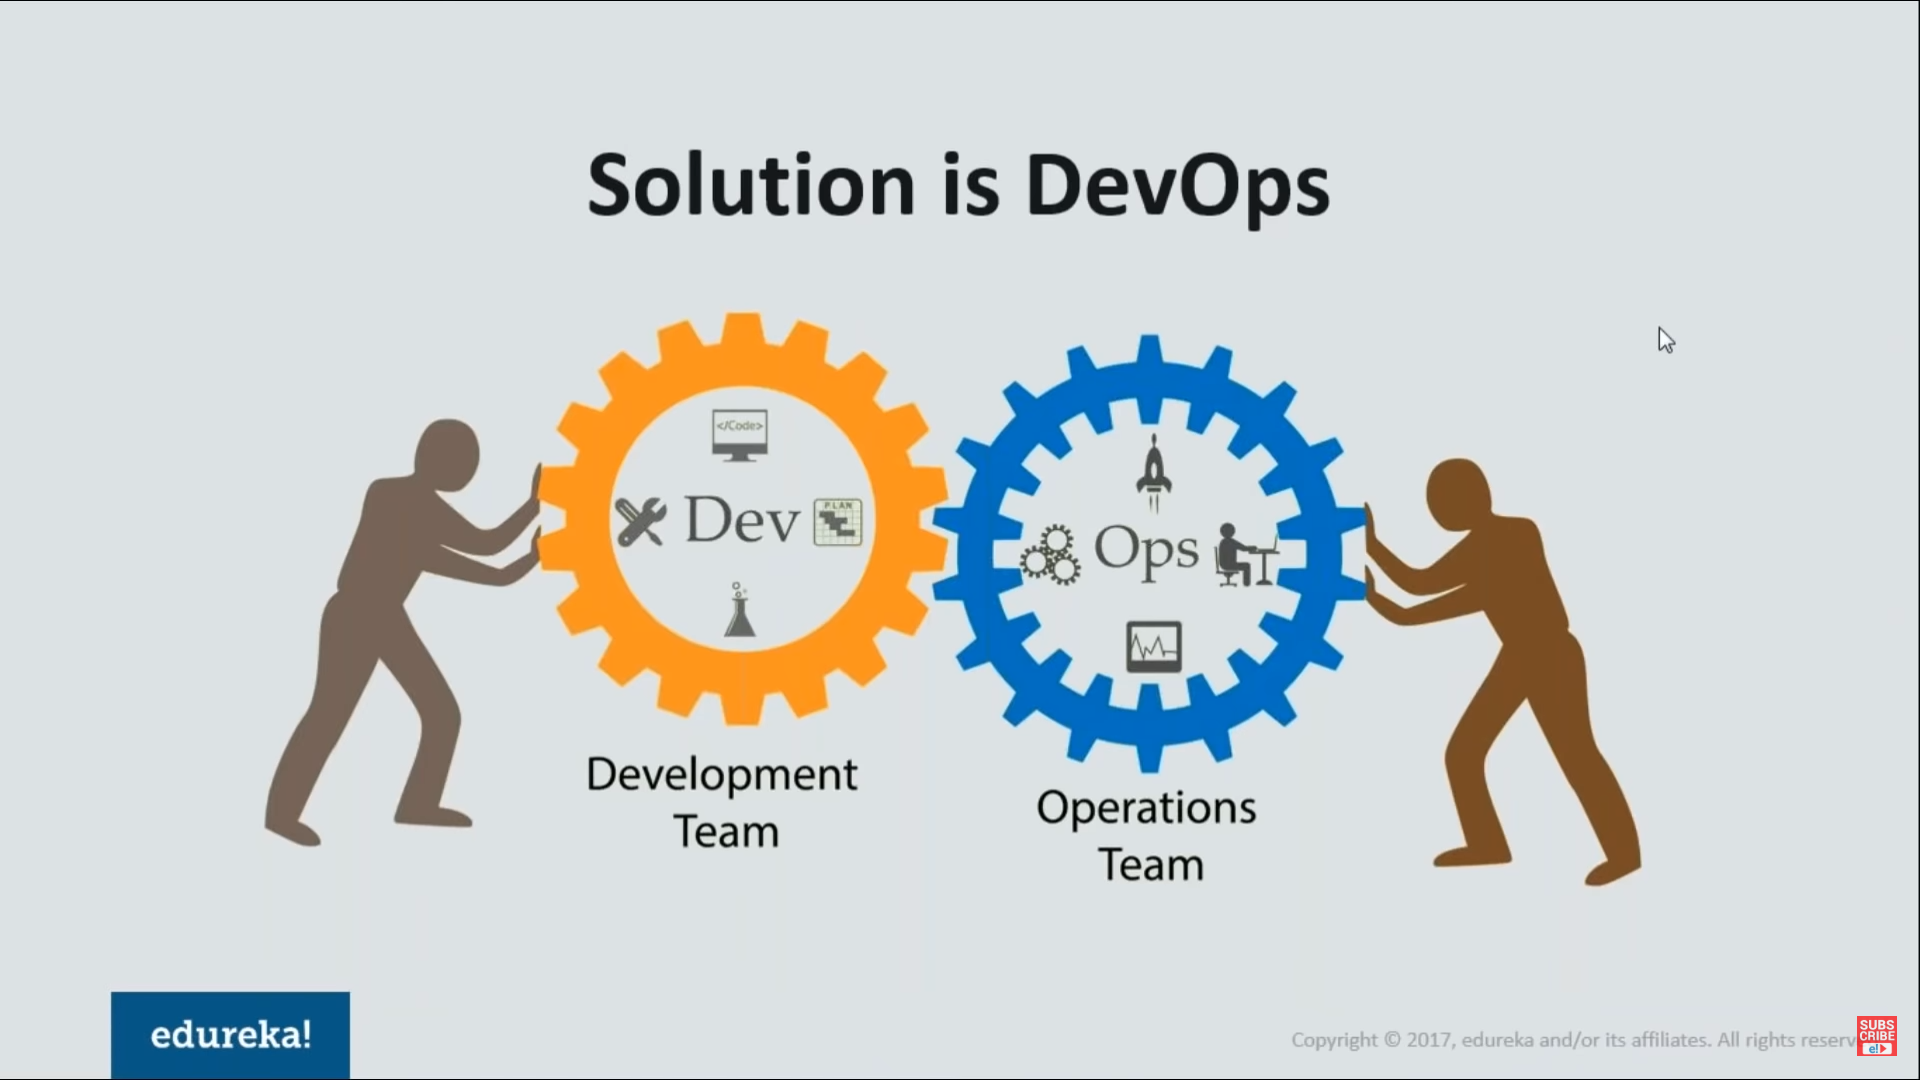 Solution is DevOps
</Code>
Dev
PLAN
Ops
Development
Team
Operations
Team
edureka!
Copyright © 2017, edureka and/or its affiliates. All rights reserv
SUBS
CRIBE
e!